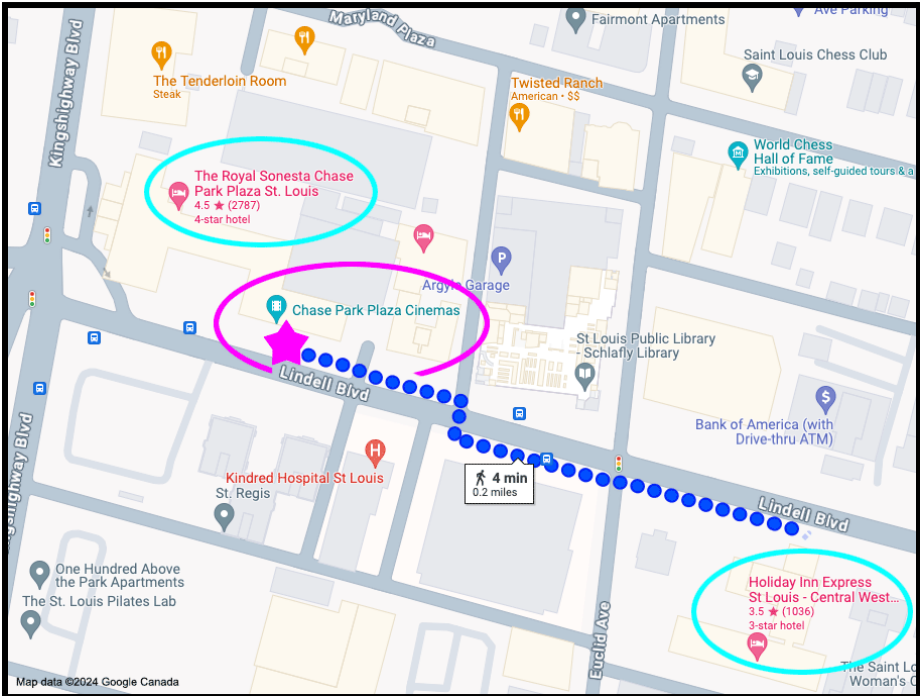 Maryland Plaza
Fairmont Apartments
Ave Parking
Kingshighway Blvd
The Tenderloin Room
Steak
Twisted Ranch
American • $$
Saint Louis Chess Club
World Chess
Hall of Fame
Exhibitions, self-guided tours & a
The Royal Sonesta Chase
Park Plaza St. Louis
4.5 ★ (2787)
4-star hotel
P
Argyle Garage
Chase Park Plaza Cinemas
St Louis Public Library
- Schlafly Library
Lindell Blvd
$
Bank of America (with
Drive-thru ATM)
H
Kindred Hospital St Louis
St. Regis
4 min
0.2 miles
Lindell Blvd
One Hundred Above
the Park Apartments
The St. Louis Pilates Lab
Holiday Inn Express
St Louis - Central West...
3.5 ★ (1036)
3-star hotel
Euclid Ave
The Saint Lo
Woman's C
Map data ©2024 Google Canada